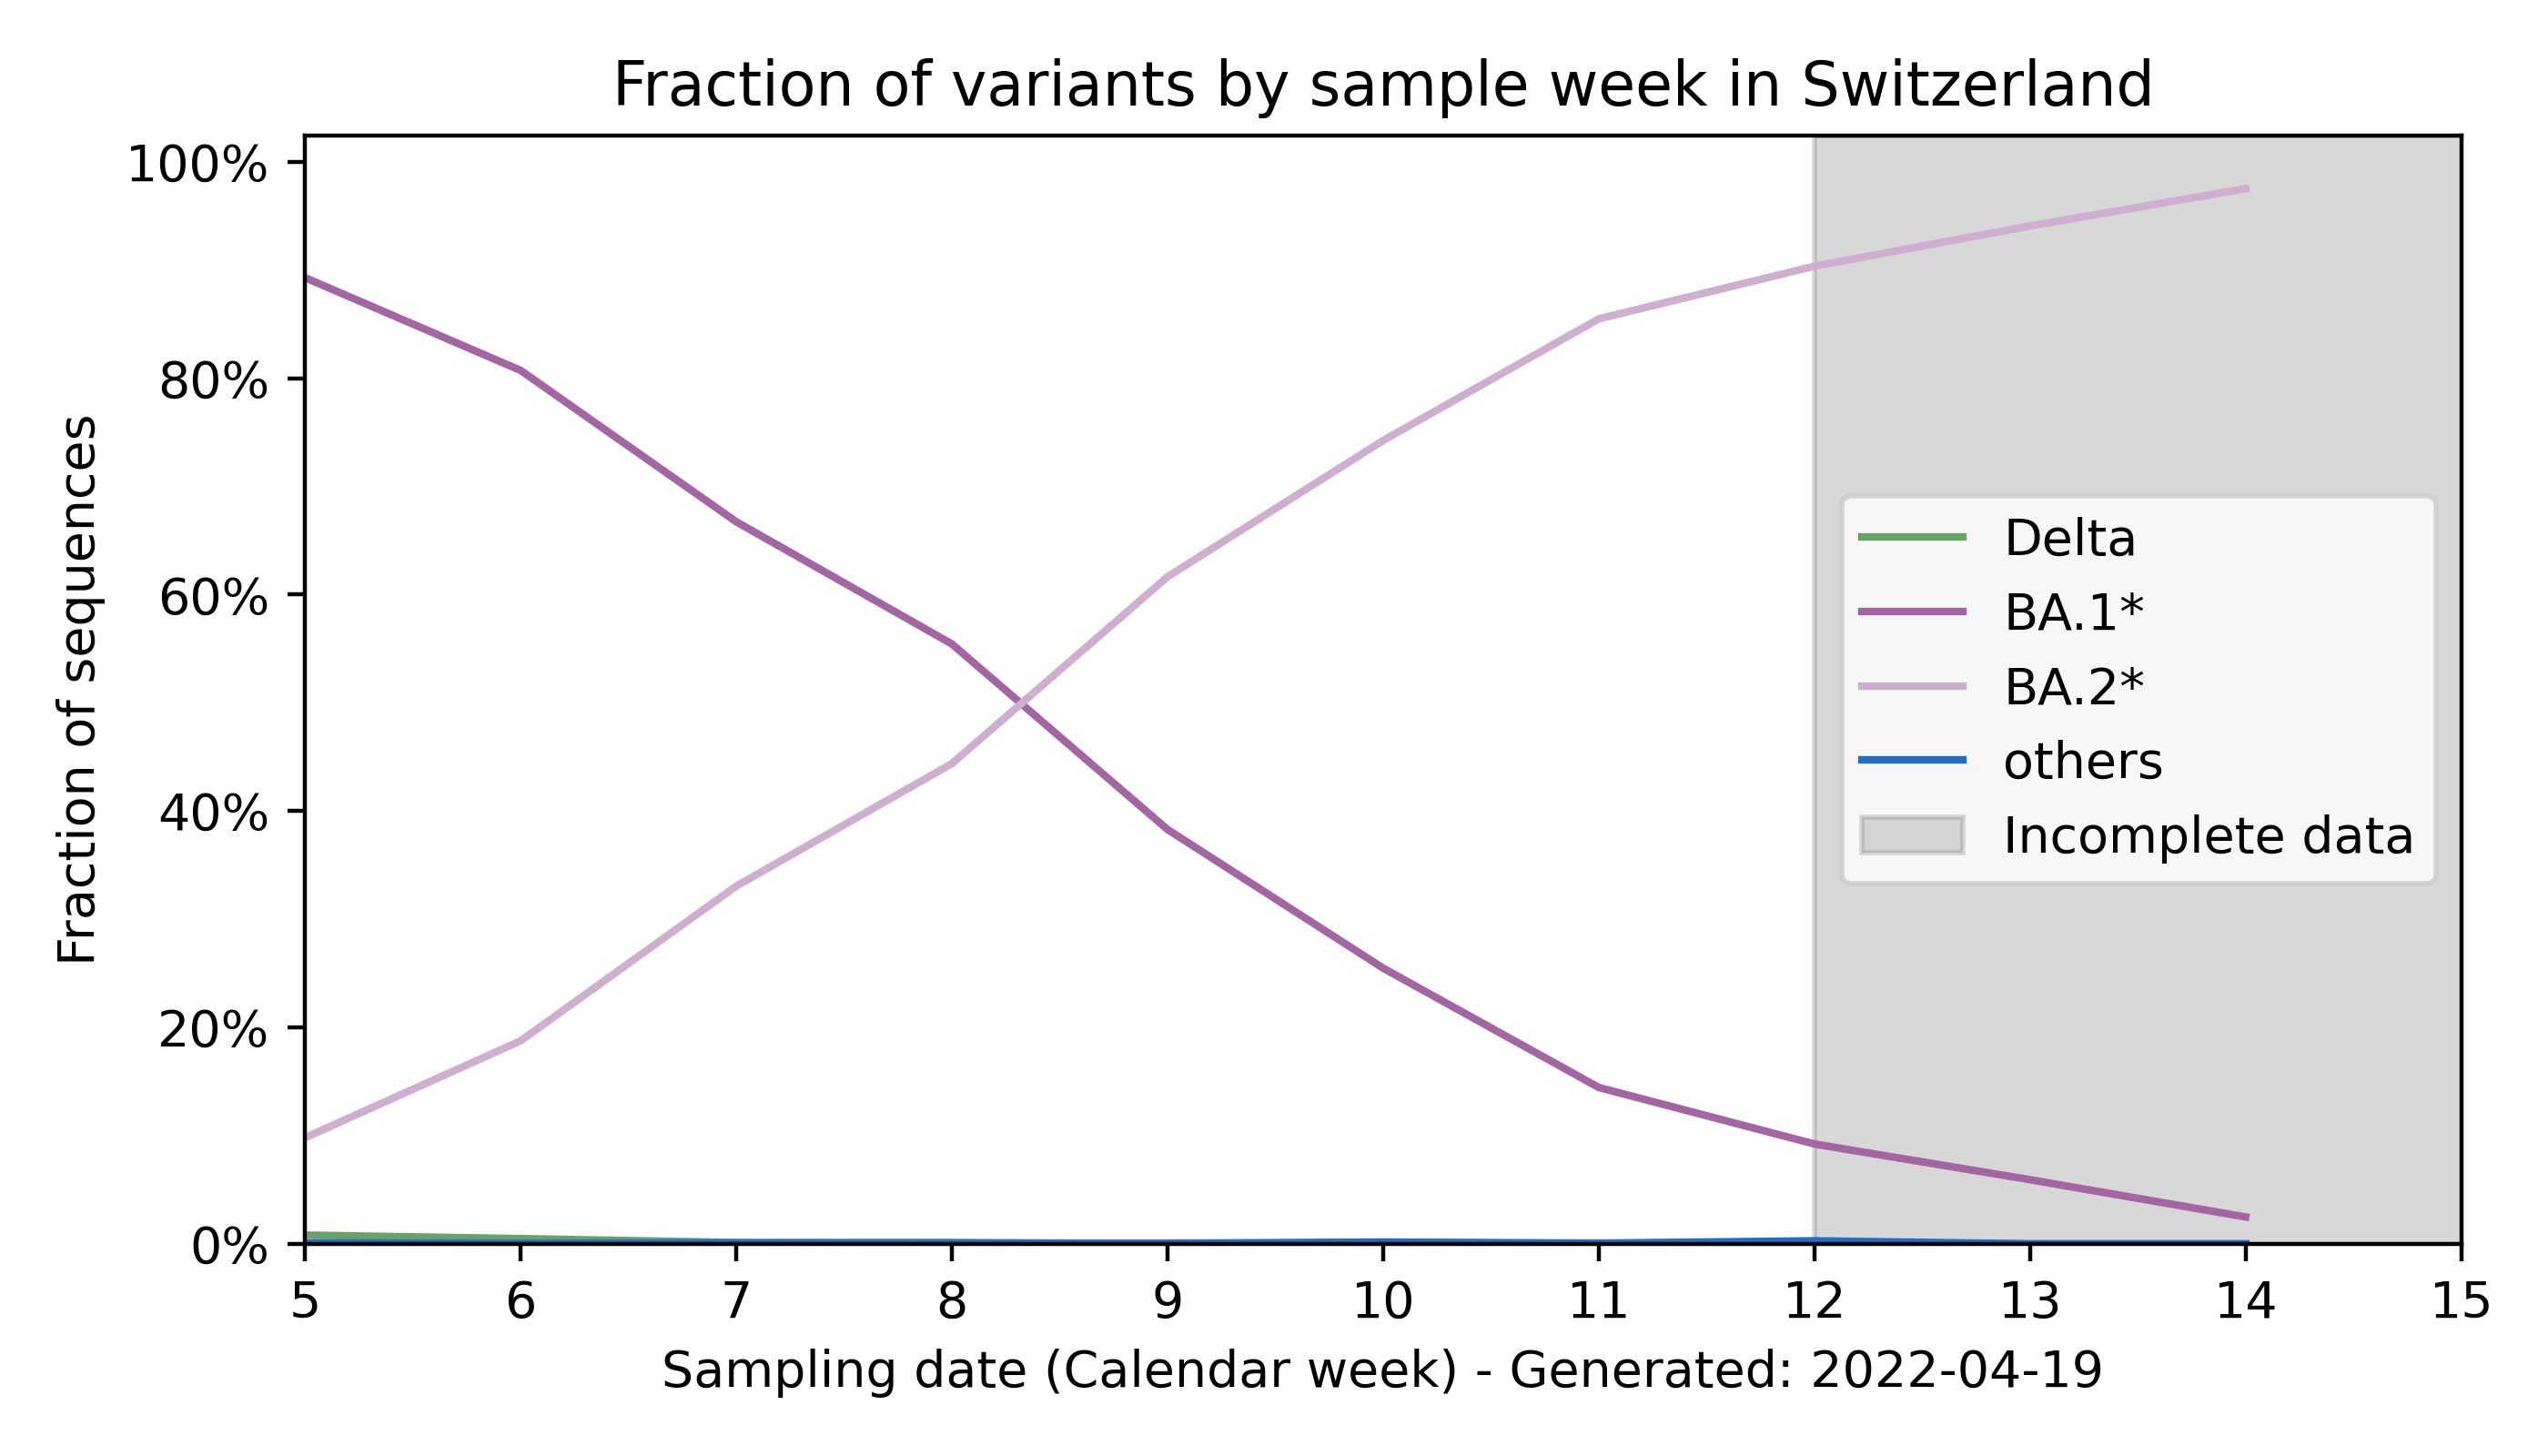 Fraction of variants by sample week in Switzerland
Fraction of sequences
100%
80%
60%
40%
20%
0%
Delta
BA.1*
BA.2*
others
Incomplete data
5 6 7 8 9 10 11 12 13 14 15
Sampling date (Calendar week) - Generated: 2022-04-19